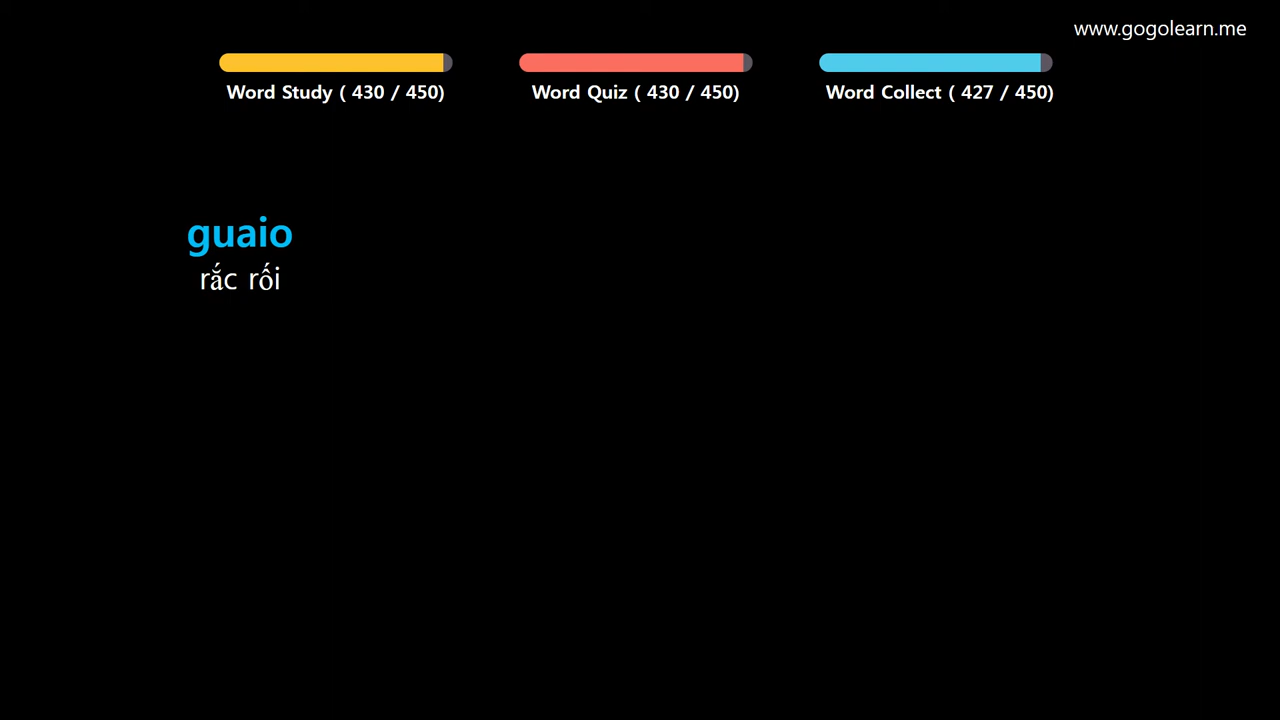 www.gogolearn.me
Word Study ( 430 / 450)
Word Quiz ( 430 / 450)
Word Collect ( 427 / 450)
guaio
rắc rối